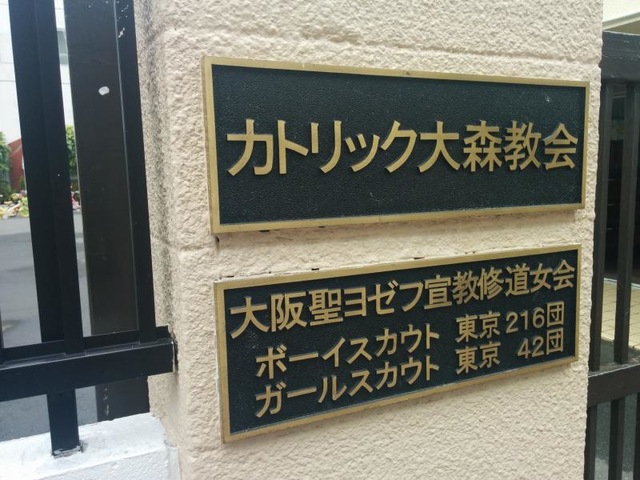 カトリック大森教会
大阪聖ヨゼフ宣教修道女会
ボーイスカウト 東京 216団
ガールスカウト 東京 42団